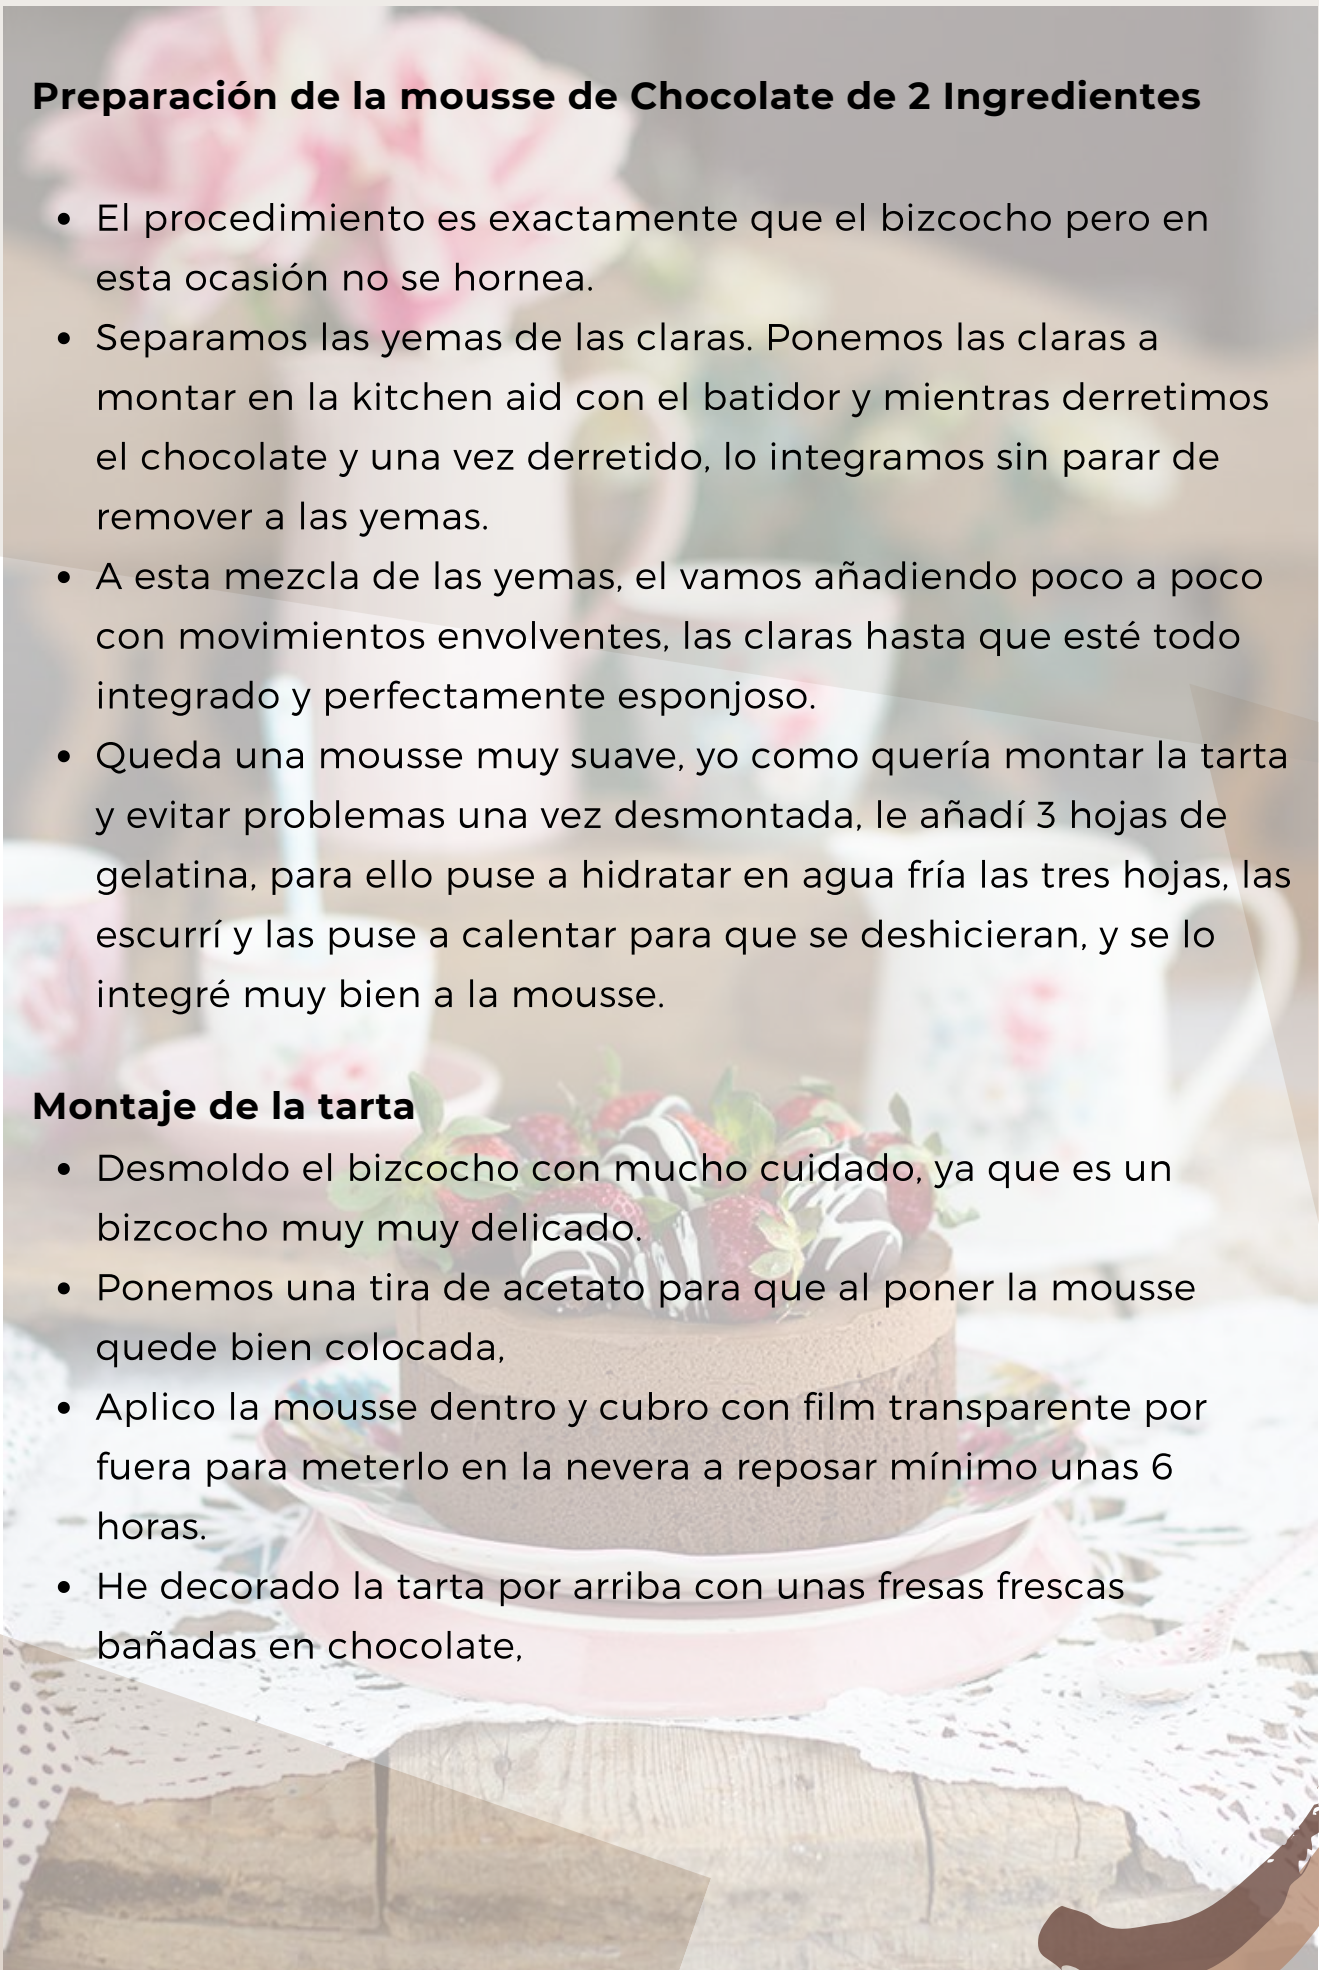 Preparación de la mousse de Chocolate de 2 Ingredientes
• El procedimiento es exactamente que el bizcocho pero en
esta ocasión no se hornea.
• Separamos las yemas de las claras. Ponemos las claras a
montar en la kitchen aid con el batidor y mientras derretimos
el chocolate y una vez derretido, lo integramos sin parar de
remover a las yemas.
• A esta mezcla de las yemas, el vamos añadiendo poco a poco
con movimientos envolventes, las claras hasta que esté todo
integrado y perfectamente esponjoso.
• Queda una mousse muy suave, yo como quería montar la tarta
y evitar problemas una vez desmontada, le añadí 3 hojas de
gelatina, para ello puse a hidratar en agua fría las tres hojas, las
escurrí y las puse a calentar para que se deshicieran, y se lo
integré muy bien a la mousse.
Montaje de la tarta
• Desmoldo el bizcocho con mucho cuidado, ya que es un
bizcocho muy muy delicado.
• Ponemos una tira de acetato para que al poner la mousse
quede bien colocada,
• Aplico la mousse dentro y cubro con film transparente por
fuera para meterlo en la nevera a reposar mínimo unas 6
horas.
• He decorado la tarta por arriba con unas fresas frescas
bañadas en chocolate,